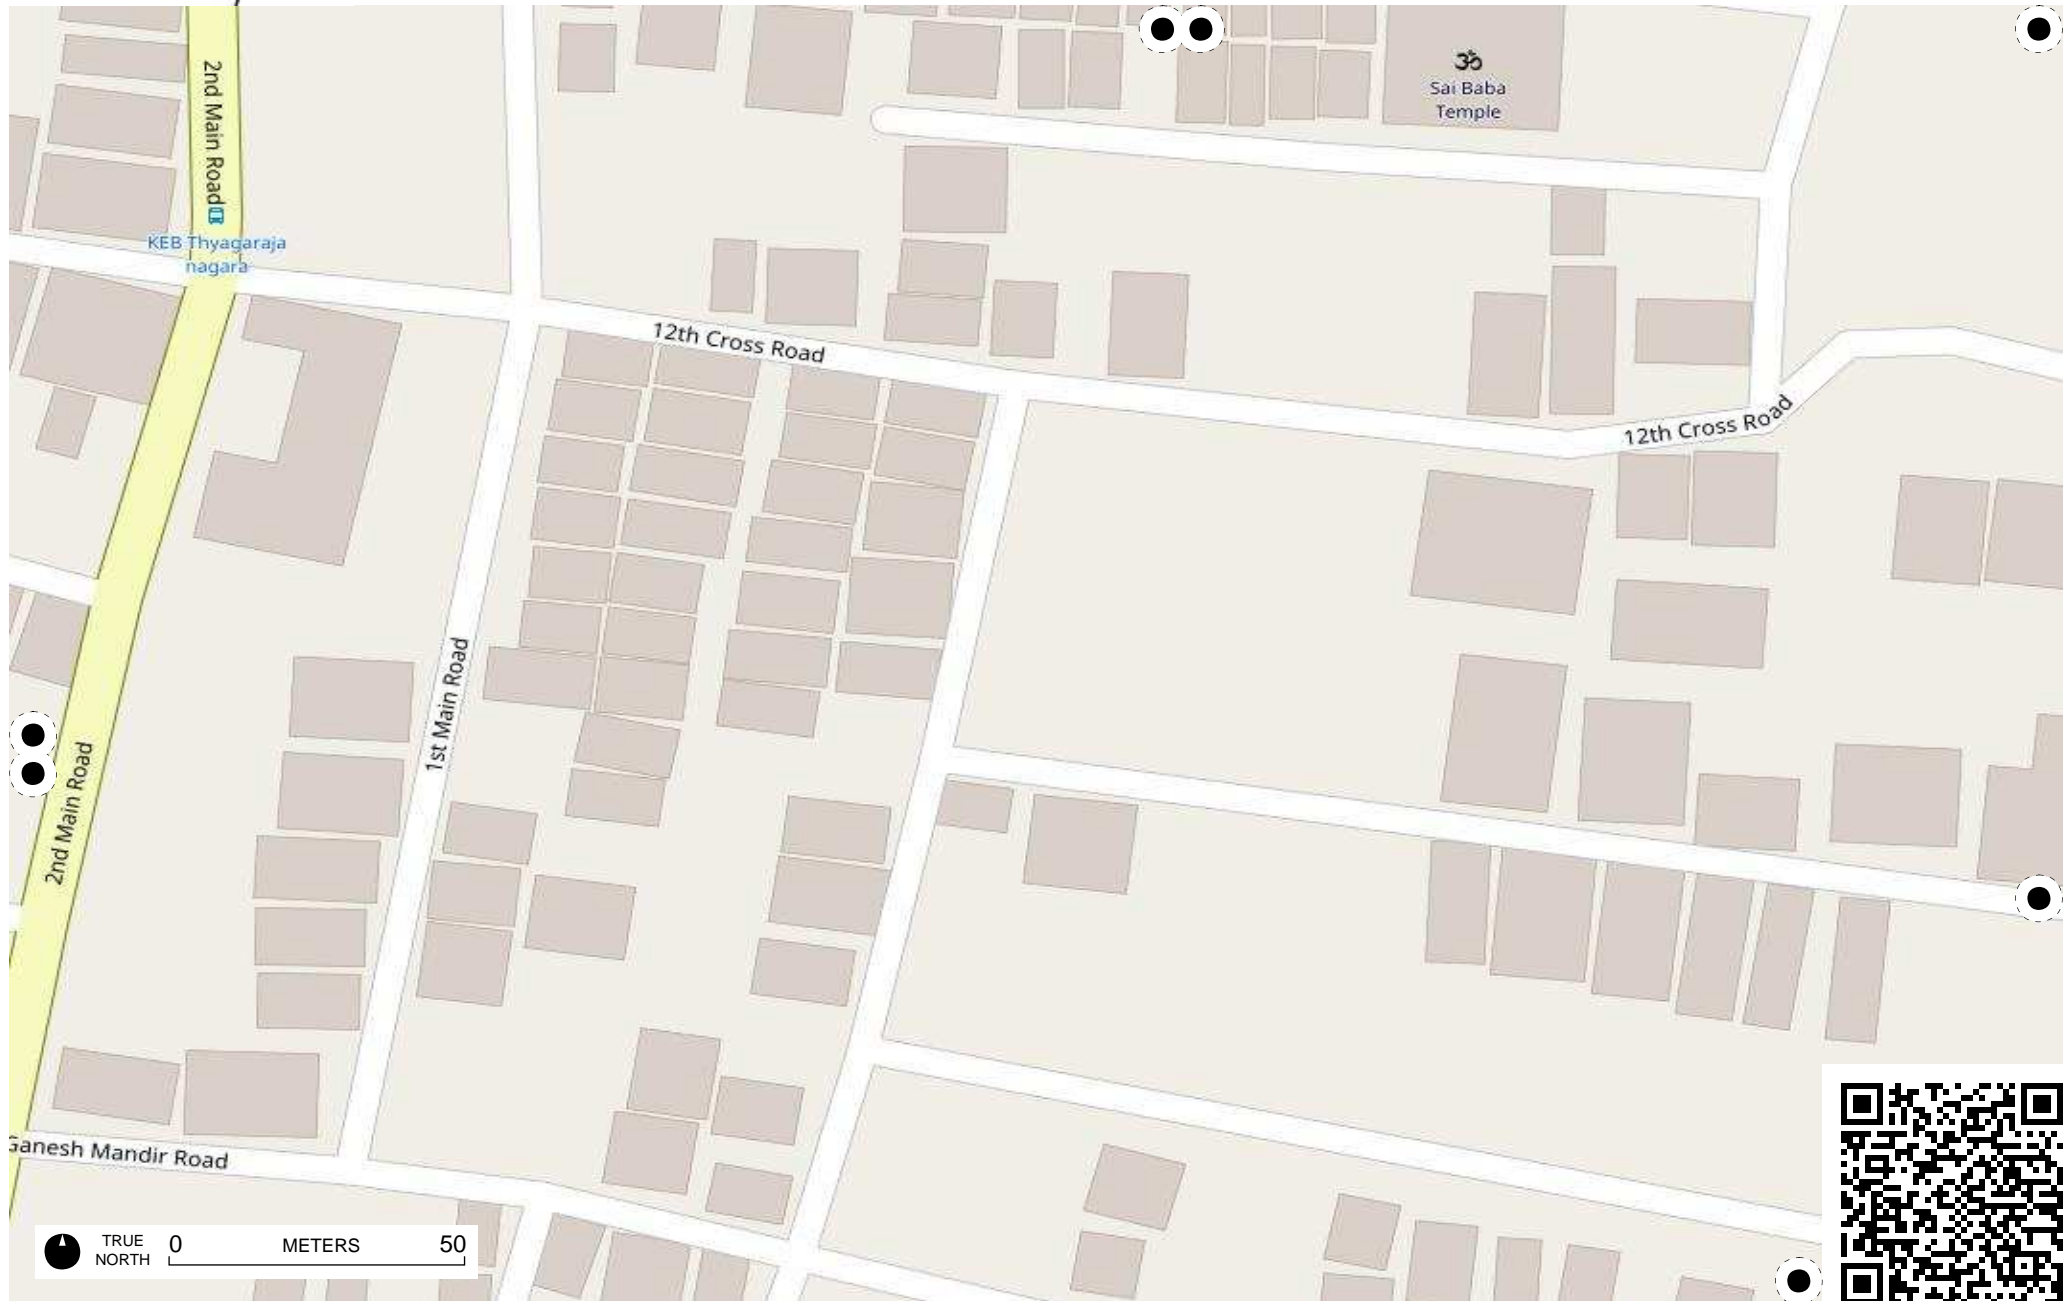 2nd Main Road
ॐ
Sai Baba
Temple
KEB Thyagaraja
nagara
12th Cross Road
12th Cross Road
1st Main Road
2nd Main Road
Ganesh Mandir Road
TRUE
NORTH
0 METERS 50